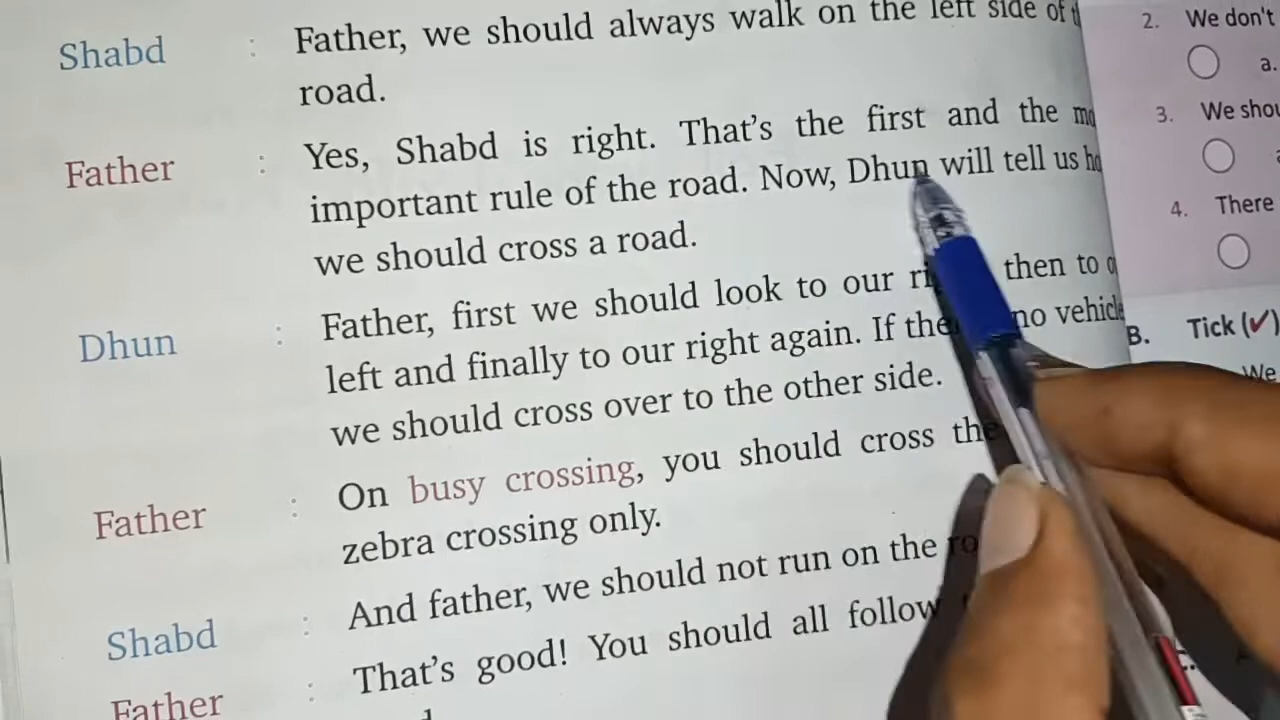 Shabd : Father, we should always walk on the left side of
road.
Father : Yes, Shabd is right. That's the first and the
important rule of the road. Now, Dhun will tell us
we should cross a road.
Dhun : Father, first we should look to our then to
left and finally to our right again. If no
we should cross over to the other side.
Father : On busy crossing, you should cross
zebra crossing only.
Shabd : And father, we should not run on the
Father : That's good! You should all follow
2. We don't
a.
3. We
4. There
B. Tick (✓)
We